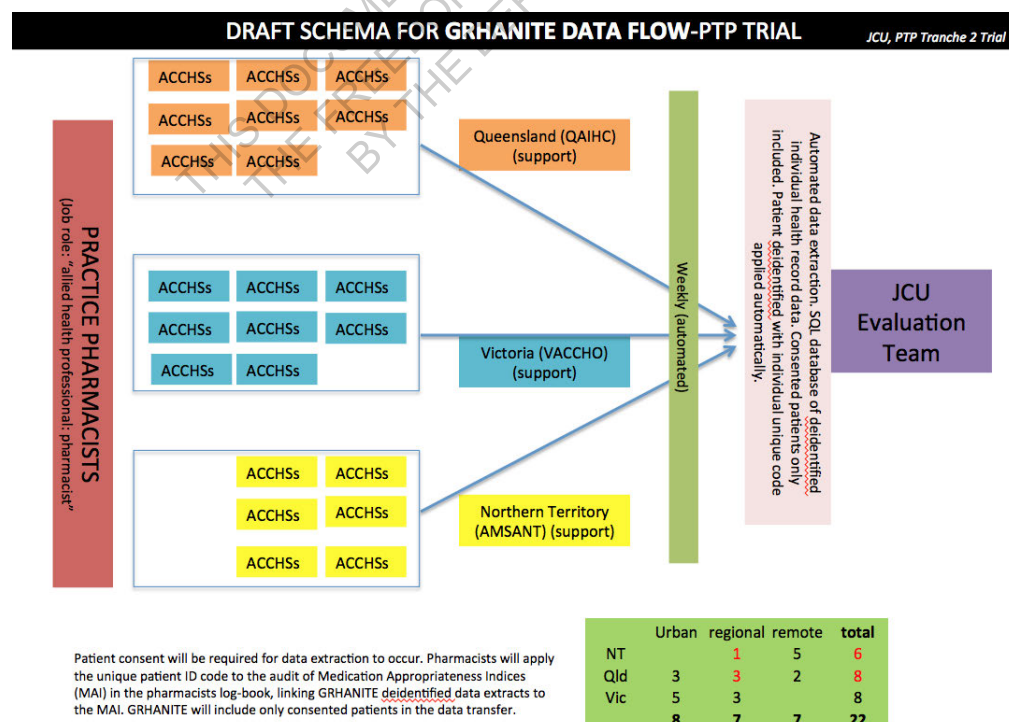 DRAFT SCHEMA FOR GRHANITE DATA FLOW-PTP TRIAL
JCU, PTP Tranche 2 Trial
THIS DOCUME
THE FREEDO
BY THE DEP
PRACTICE PHARMACISTS
(Job role: “allied health professional: pharmacist”
ACCHSs ACCHSs ACCHSs
ACCHSs ACCHSs ACCHSs
ACCHSs ACCHSs
Queensland (QAIHC)
(support)
ACCHSs ACCHSs ACCHSs
ACCHSs ACCHSs ACCHSs
ACCHSs ACCHSs
Victoria (VACCHO)
(support)
ACCHSs ACCHSs
ACCHSs ACCHSs
ACCHSs ACCHSs
Northern Territory
(AMSANT) (support)
Weekly (automated)
Automated data extraction. SQL database of deidentified
individual health record data. Consented patients only
included. Patient deidentified with individual unique code
applied automatically.
JCU
Evaluation
Team
Patient consent will be required for data extraction to occur. Pharmacists will apply
the unique patient ID code to the audit of Medication Appropriateness Indices
(MAI) in the pharmacists log-book, linking GRHANITE deidentified data extracts to
the MAI. GRHANITE will include only consented patients in the data transfer.
Urban regional remote total
NT 1 5 6
Qld 3 3 2 8
Vic 5 3 8
8 7 7 22